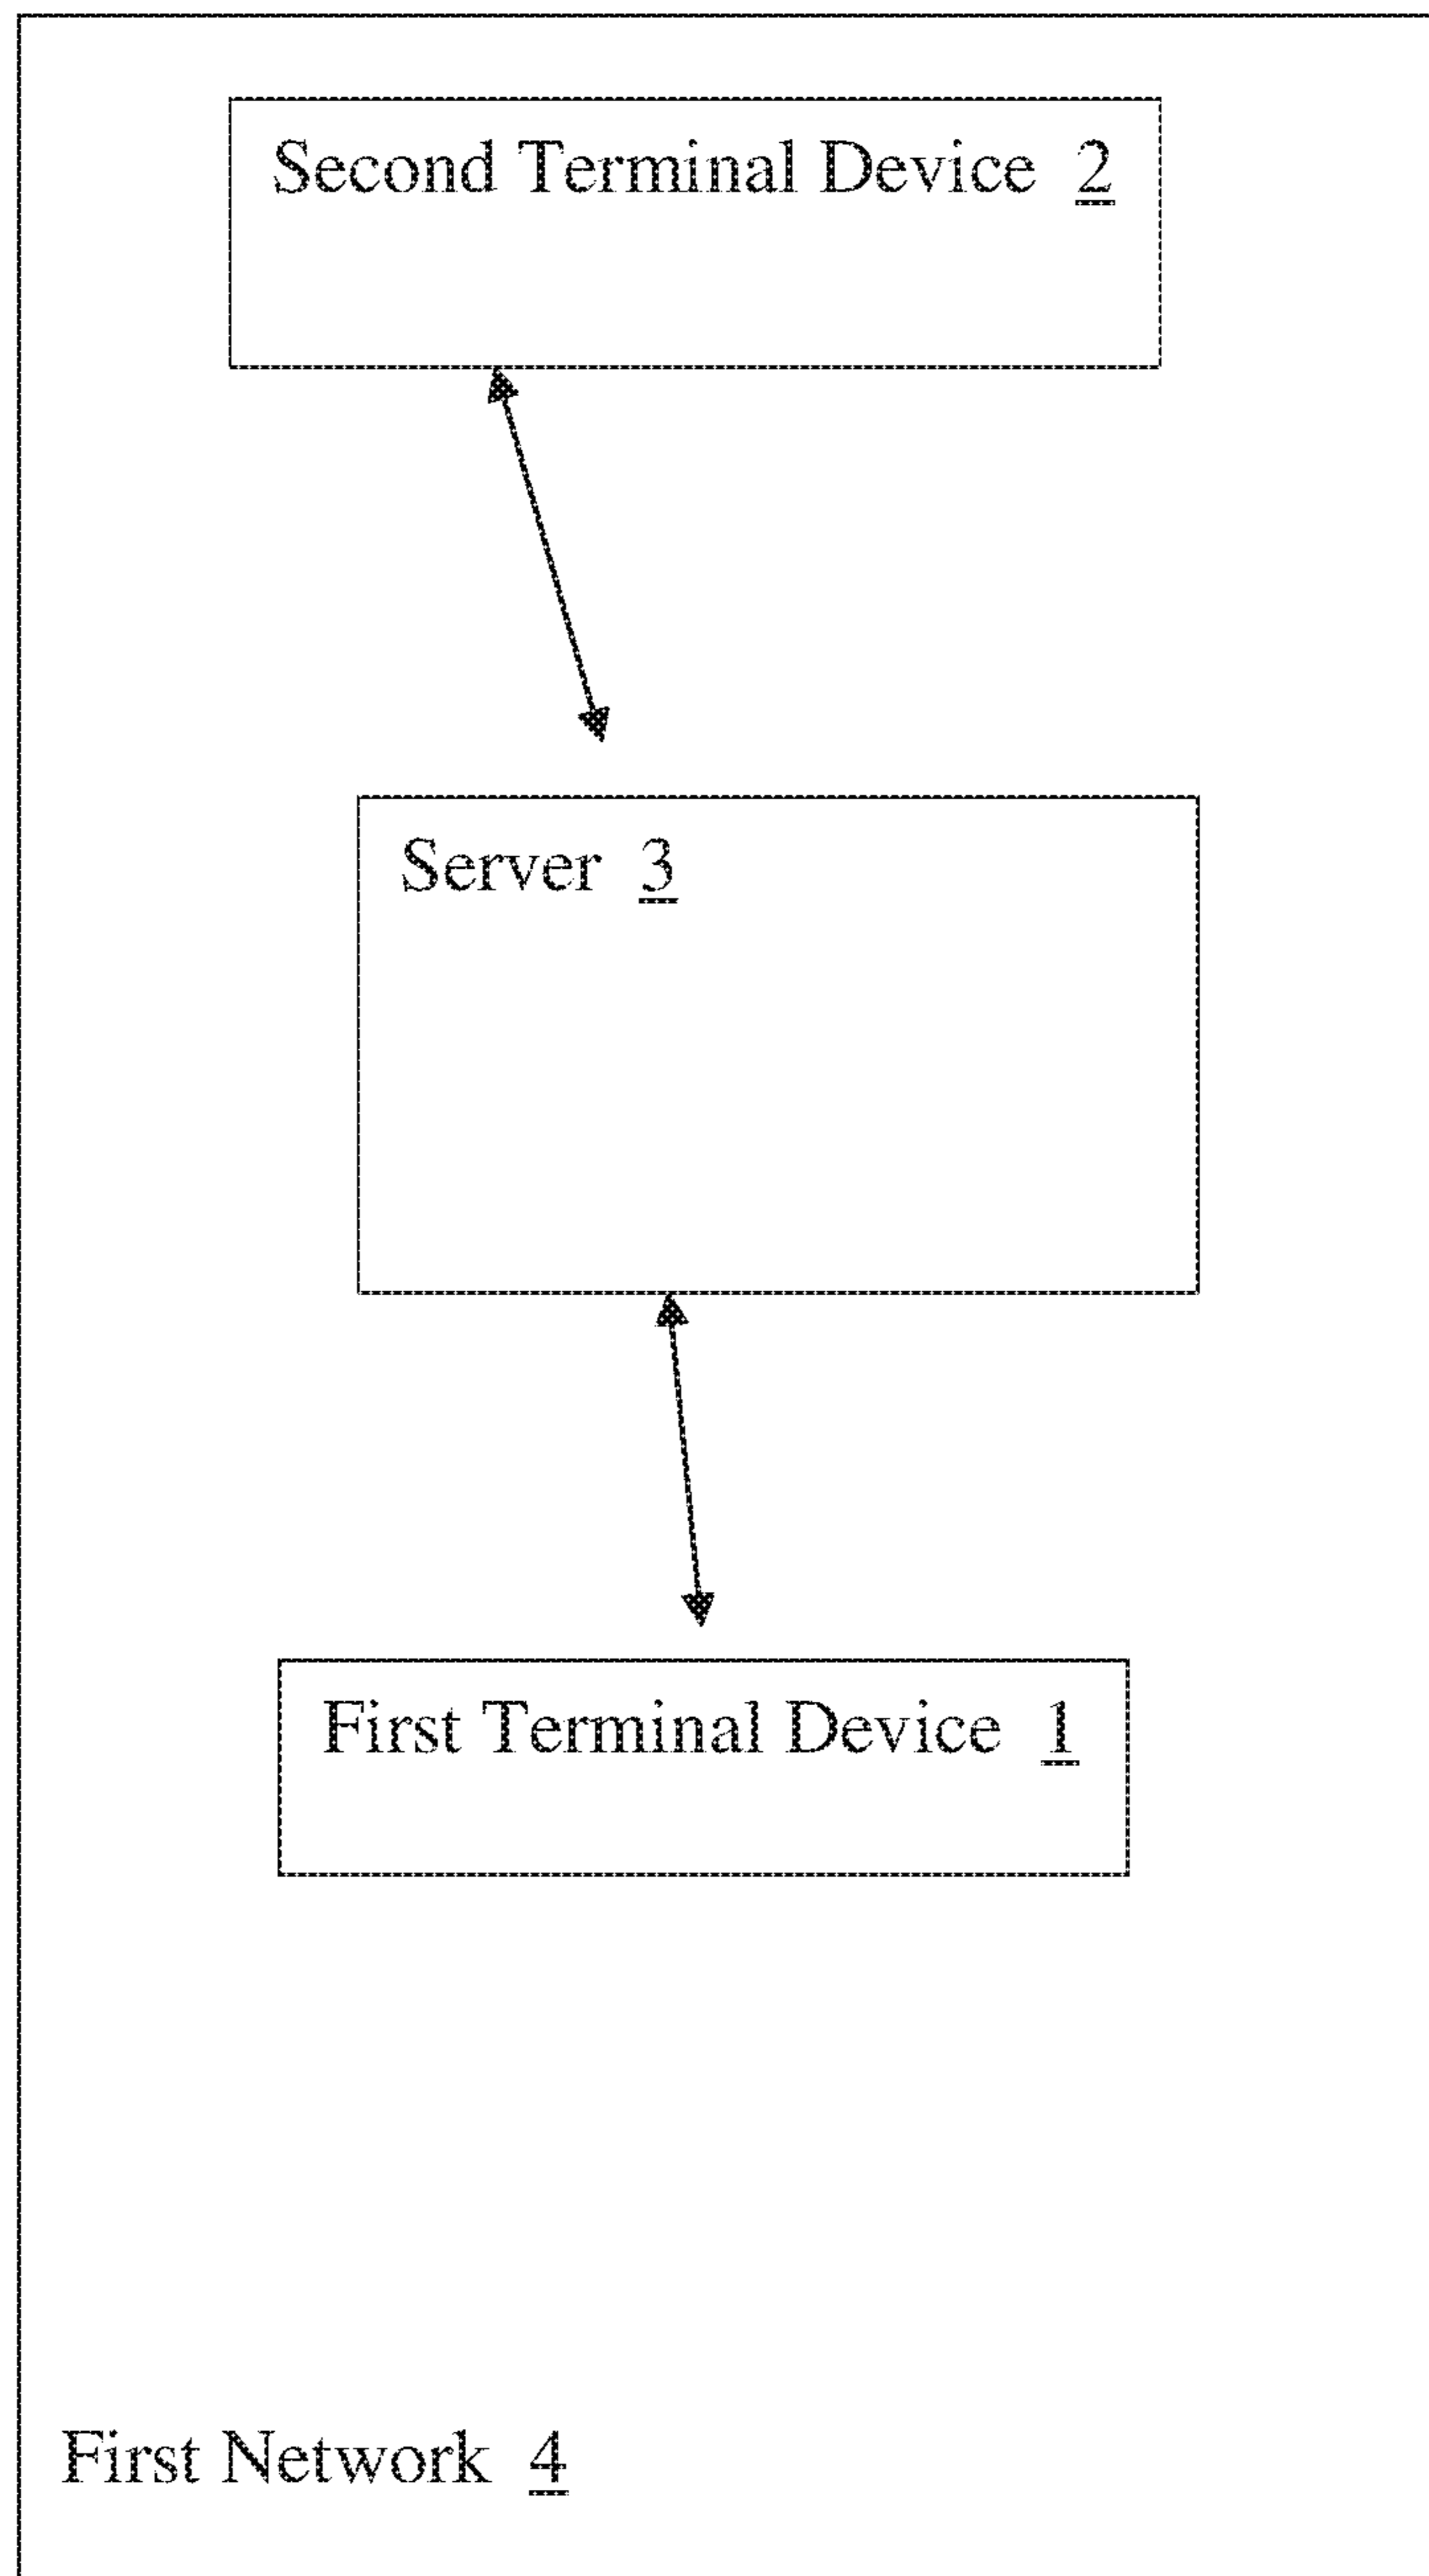 Second Terminal Device 2
Server 3
First Terminal Device 1
First Network 4